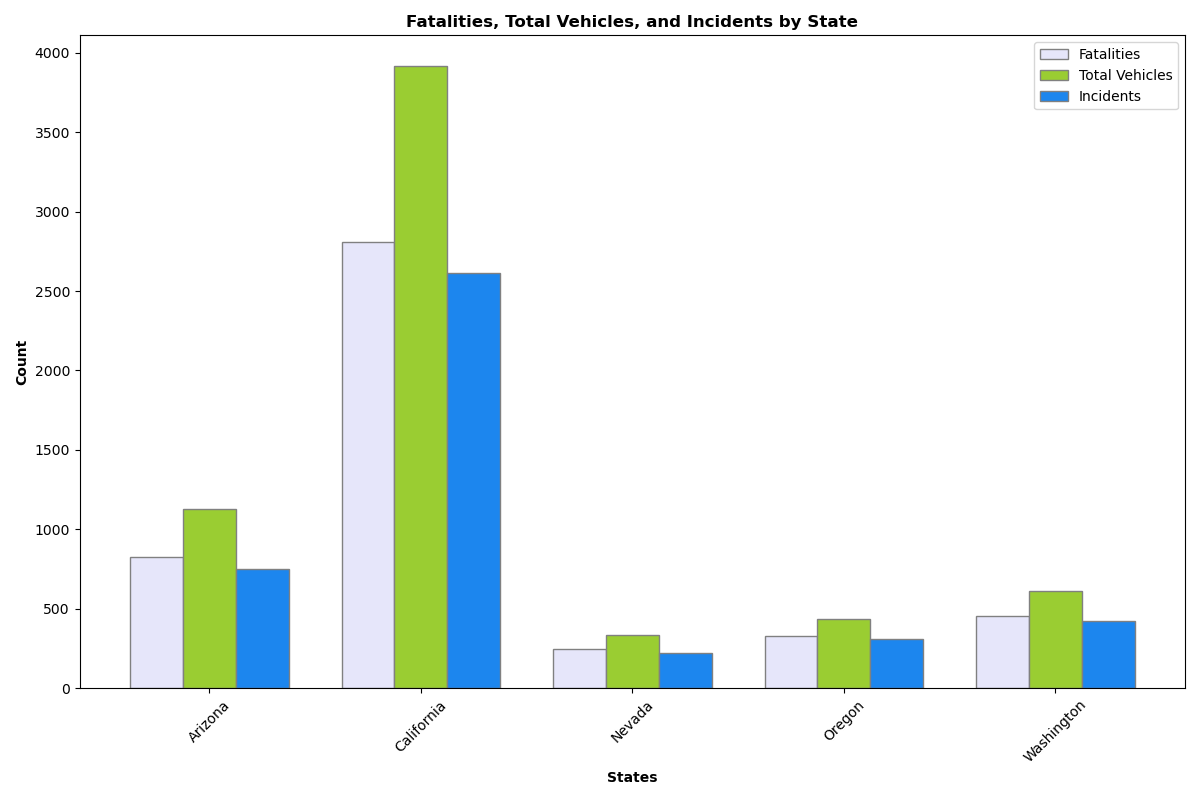 Fatalities, Total Vehicles, and Incidents by State
Fatalities
Total Vehicles
Incidents
4000
3500
3000
2500
2000
1500
1000
500
0
Count
Arizona
California
Nevada
Oregon
Washington
States